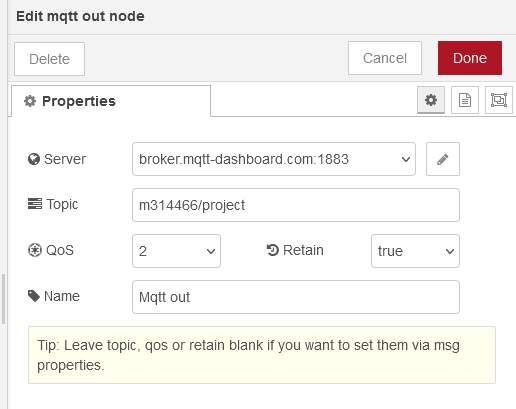 Edit mqtt out node
Delete Cancel Done
Properties
Server broker.mqtt-dashboard.com:1883
Topic m314466/project
QoS 2 Retain true
Name Mqtt out
Tip: Leave topic, qos or retain blank if you want to set them via msg
properties.